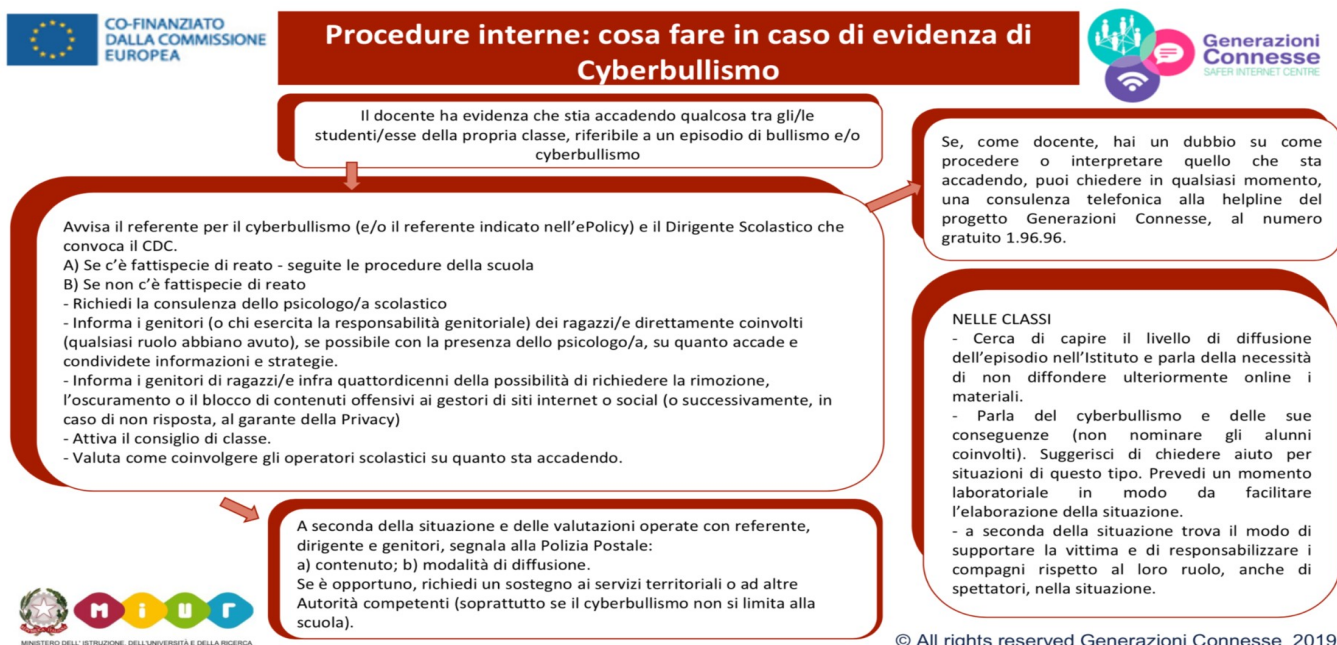 CO-FINANZIATO
DALLA COMMISSIONE
EUROPEA
Procedure interne: cosa fare in caso di evidenza di
Cyberbullismo
Generazioni
Connesse
SAFER INTERNET CENTRE
Il docente ha evidenza che stia accadendo qualcosa tra gli/le
studenti/esse della propria classe, riferibile a un episodio di bullismo e/o
cyberbullismo
Se, come docente, hai un dubbio su come
procedere o interpretare quello che sta
accadendo, puoi chiedere in qualsiasi momento,
una consulenza telefonica alla helpline del
progetto Generazioni Connesse, al numero
gratuito 1.96.96.
Avvisa il referente per il cyberbullismo (e/o il referente indicato nell'ePolicy) e il Dirigente Scolastico che
convoca il CDC.
A) Se c'è fattispecie di reato - seguite le procedure della scuola
B) Se non c'è fattispecie di reato
- Richiedi la consulenza dello psicologo/a scolastico
- Informa i genitori (o chi esercita la responsabilità genitoriale) dei ragazzi/e direttamente coinvolti
(qualsiasi ruolo abbiano avuto), se possibile con la presenza dello psicologo/a, su quanto accade e
condividete informazioni e strategie.
- Informa i genitori di ragazzi/e infra quattordicenni della possibilità di richiedere la rimozione,
l'oscuramento o il blocco di contenuti offensivi ai gestori di siti internet o social (o successivamente, in
caso di non risposta, al garante della Privacy)
- Attiva il consiglio di classe.
- Valuta come coinvolgere gli operatori scolastici su quanto sta accadendo.
NELLE CLASSI
- Cerca di capire il livello di diffusione
dell'episodio nell'Istituto e parla della necessità
di non diffondere ulteriormente online i
materiali.
- Parla del cyberbullismo e delle sue
conseguenze (non nominare gli alunni
coinvolti). Suggerisci di chiedere aiuto per
situazioni di questo tipo. Prevedi un momento
laboratoriale in modo da facilitare
l'elaborazione della situazione.
- a seconda della situazione trova il modo di
supportare la vittima e di responsabilizzare i
compagni rispetto al loro ruolo, anche di
spettatori, nella situazione.
A seconda della situazione e delle valutazioni operate con referente,
dirigente e genitori, segnala alla Polizia Postale:
a) contenuto; b) modalità di diffusione.
Se è opportuno, richiedi un sostegno ai servizi territoriali o ad altre
Autorità competenti (soprattutto se il cyberbullismo non si limita alla
scuola).
MIUR
MINISTERO DELL' ISTRUZIONE, DELL'UNIVERSITÀ E DELLA RICERCA
© All rights reserved Generazioni Connesse 2019